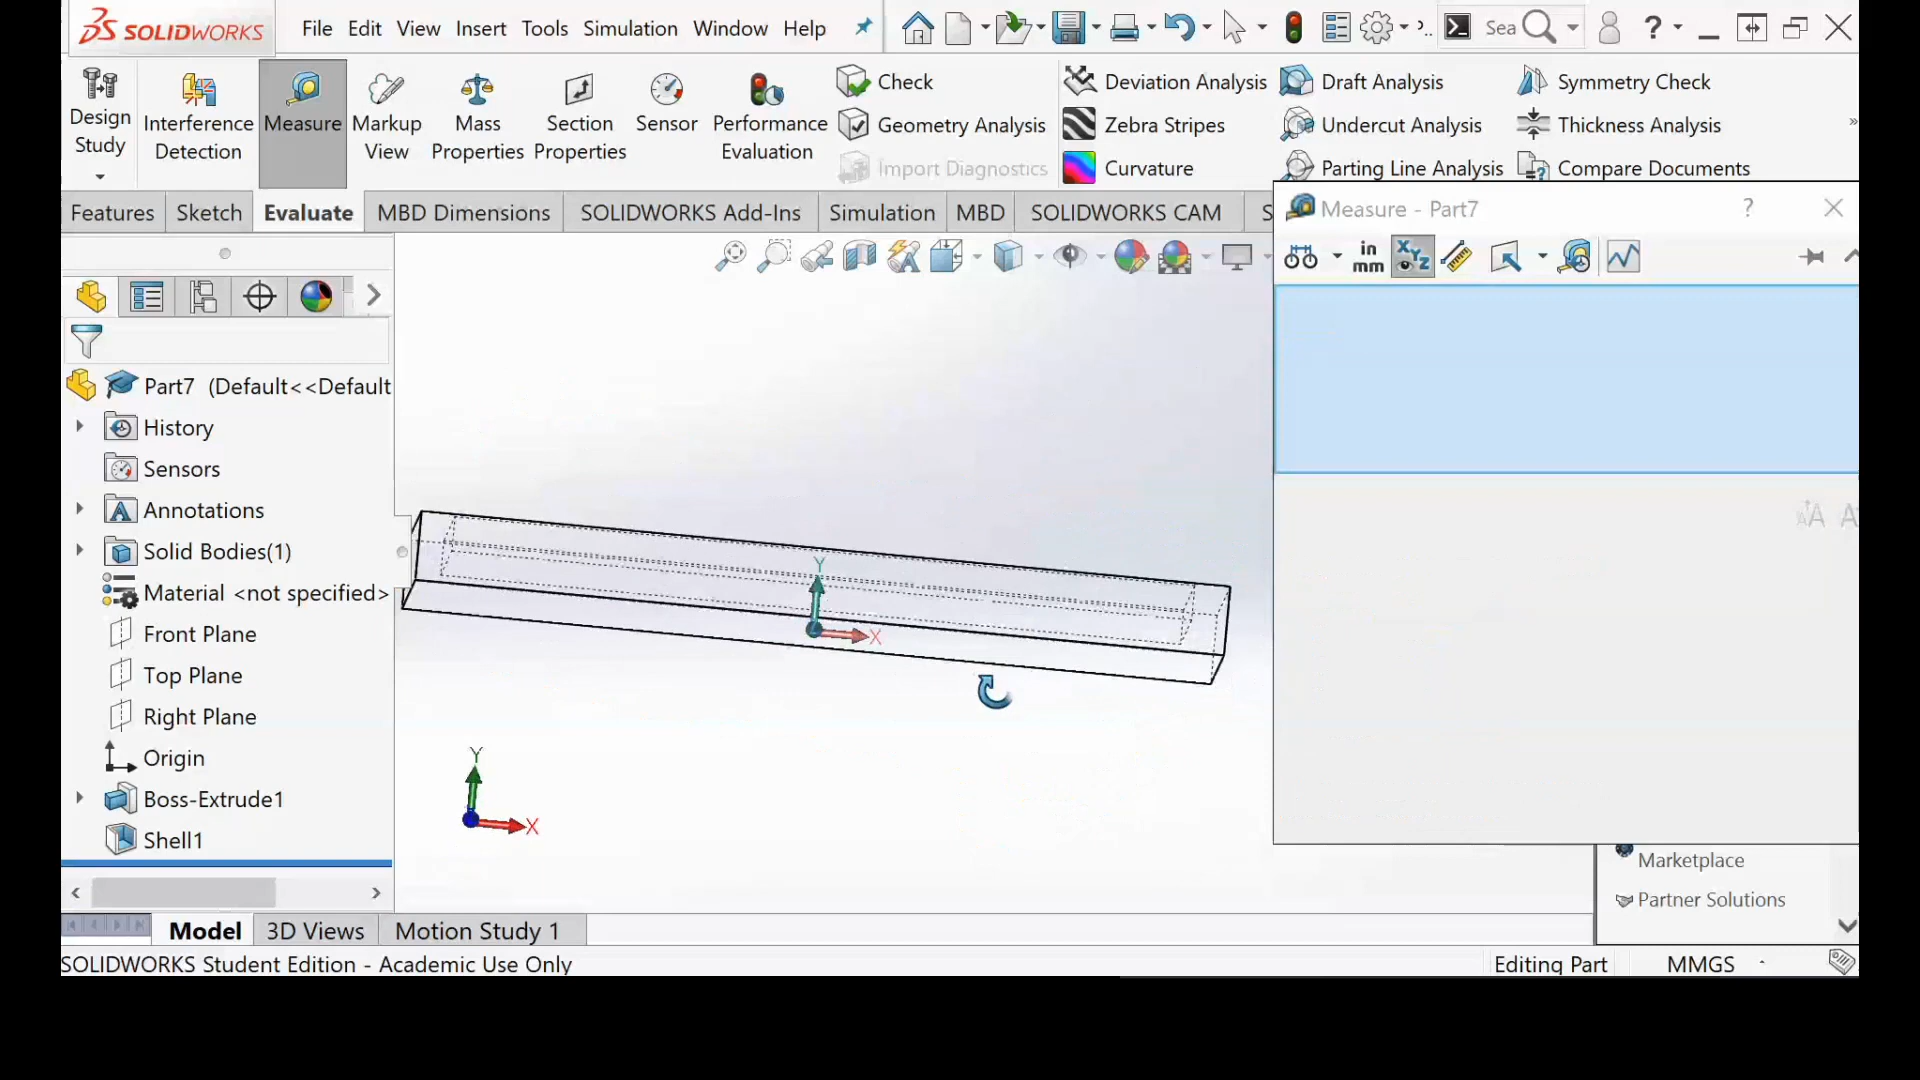 SOLIDWORKS File Edit View Insert Tools Simulation Window Help Sea ?
Design Study
Interference Detection
Measure
Markup View
Mass Properties
Section Properties
Sensor
Performance Evaluation
Check
Geometry Analysis
Import Diagnostics
Deviation Analysis
Zebra Stripes
Curvature
Draft Analysis
Undercut Analysis
Parting Line Analysis
Symmetry Check
Thickness Analysis
Compare Documents
Features Sketch Evaluate MBD Dimensions SOLIDWORKS Add-Ins Simulation MBD SOLIDWORKS CAM S
Measure - Part7 ?
in
mm
XYZ
Part7 (Default<<Default
History
Sensors
Annotations
Solid Bodies(1)
Material <not specified>
Front Plane
Top Plane
Right Plane
Origin
Boss-Extrude1
Shell1
Y
X
Y
X
Marketplace
Partner Solutions
Model 3D Views Motion Study 1
SOLIDWORKS Student Edition - Academic Use Only
Editing Part MMGS